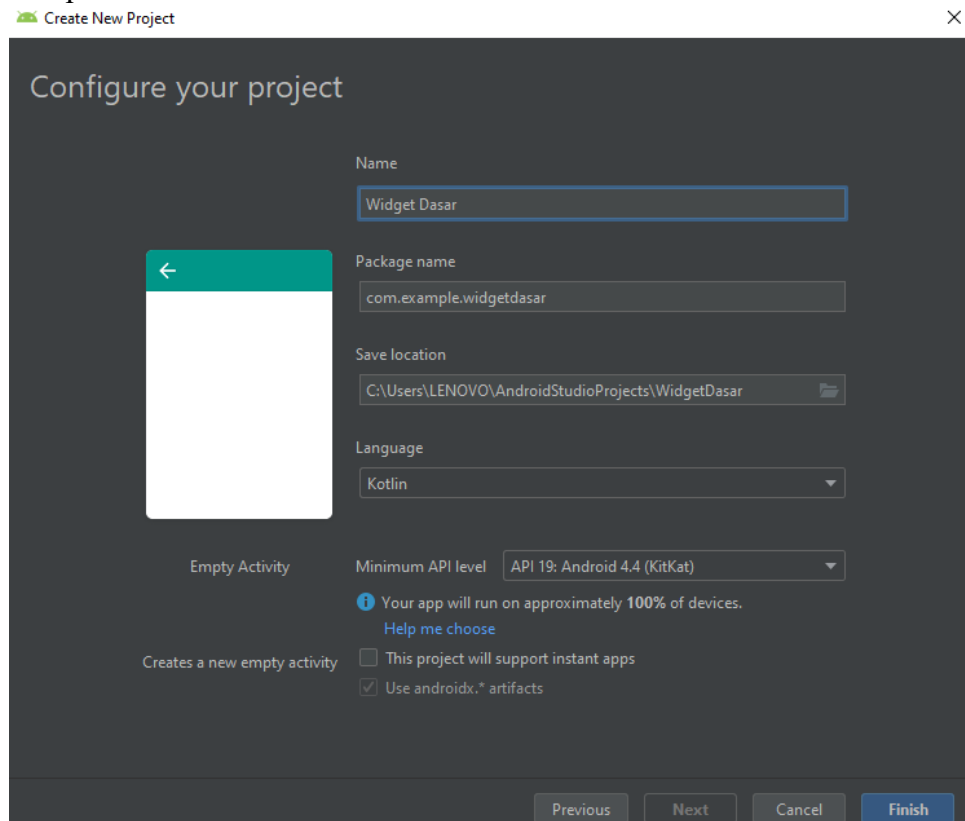 Create New Project
Configure your project
Name
Widget Dasar
Package name
com.example.widgetdasar
Save location
C:\Users\LENOVO\AndroidStudioProjects\WidgetDasar
Language
Kotlin
Empty Activity
Minimum API level
API 19: Android 4.4 (KitKat)
Your app will run on approximately 100% of devices.
Help me choose
Creates a new empty activity
This project will support instant apps
Use androidx.* artifacts
Previous
Next
Cancel
Finish